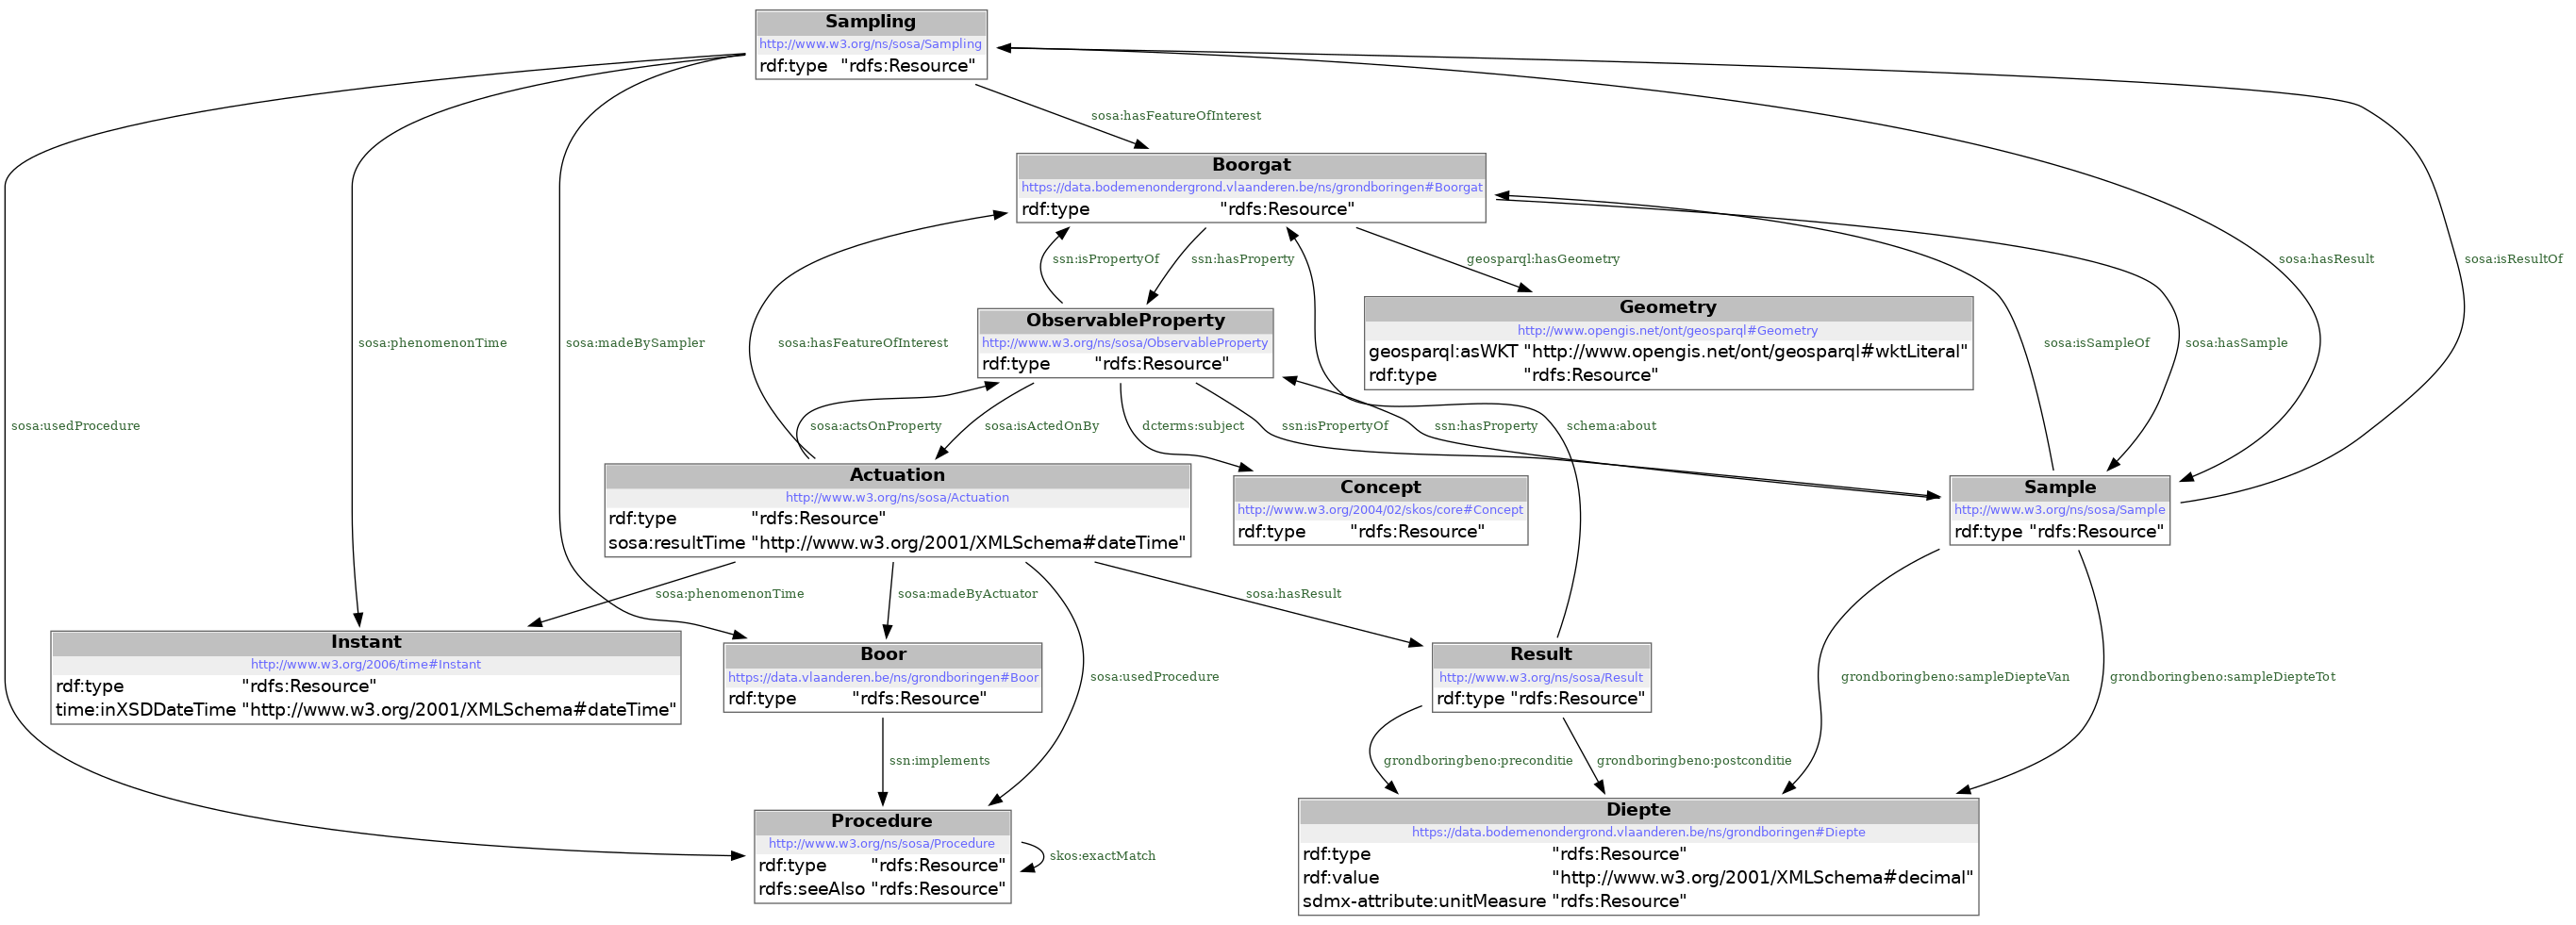 Sampling
http://www.w3.org/ns/sosa/Sampling
rdf:type "rdfs:Resource"
sosa:hasFeatureOfInterest
Boorgat
https://data.bodemenondergrond.vlaanderen.be/ns/grondboringen#Boorgat
rdf:type "rdfs:Resource"
ssn:isPropertyOf
ssn:hasProperty
geosparql:hasGeometry
sosa:hasResult
sosa:isResultOf
ObservableProperty
http://www.w3.org/ns/sosa/ObservableProperty
rdf:type "rdfs:Resource"
Geometry
http://www.opengis.net/ont/geosparql#Geometry
geosparql:asWKT "http://www.opengis.net/ont/geosparql#wktLiteral"
rdf:type "rdfs:Resource"
sosa:phenomenonTime
sosa:madeBySampler
sosa:hasFeatureOfInterest
sosa:isSampleOf
sosa:hasSample
sosa:usedProcedure
sosa:actsOnProperty
sosa:isActedOnBy
dcterms:subject
ssn:isPropertyOf
ssn:hasProperty
schema:about
Actuation
http://www.w3.org/ns/sosa/Actuation
rdf:type "rdfs:Resource"
sosa:resultTime "http://www.w3.org/2001/XMLSchema#dateTime"
Concept
http://www.w3.org/2004/02/skos/core#Concept
rdf:type "rdfs:Resource"
Sample
http://www.w3.org/ns/sosa/Sample
rdf:type "rdfs:Resource"
sosa:phenomenonTime
sosa:madeByActuator
sosa:hasResult
Instant
http://www.w3.org/2006/time#Instant
rdf:type "rdfs:Resource"
time:inXSDDateTime "http://www.w3.org/2001/XMLSchema#dateTime"
Boor
https://data.vlaanderen.be/ns/grondboringen#Boor
rdf:type "rdfs:Resource"
sosa:usedProcedure
Result
http://www.w3.org/ns/sosa/Result
rdf:type "rdfs:Resource"
grondboringbeno:sampleDiepteVan
grondboringbeno:sampleDiepteTot
ssn:implements
grondboringbeno:preconditie
grondboringbeno:postconditie
Procedure
http://www.w3.org/ns/sosa/Procedure
rdf:type "rdfs:Resource"
rdfs:seeAlso "rdfs:Resource"
skos:exactMatch
Diepte
https://data.bodemenondergrond.vlaanderen.be/ns/grondboringen#Diepte
rdf:type "rdfs:Resource"
rdf:value "http://www.w3.org/2001/XMLSchema#decimal"
sdmx-attribute:unitMeasure "rdfs:Resource"